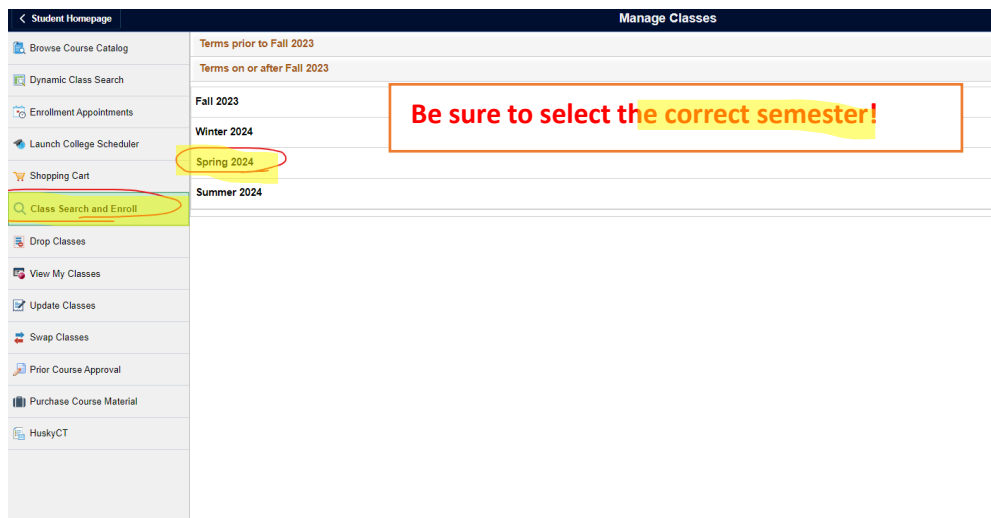 Student Homepage
Manage Classes
Browse Course Catalog
Dynamic Class Search
Enrollment Appointments
Launch College Scheduler
Shopping Cart
Class Search and Enroll
Drop Classes
View My Classes
Update Classes
Swap Classes
Prior Course Approval
Purchase Course Material
HuskyCT
Terms prior to Fall 2023
Terms on or after Fall 2023
Fall 2023
Winter 2024
Spring 2024
Summer 2024
Be sure to select the correct semester!